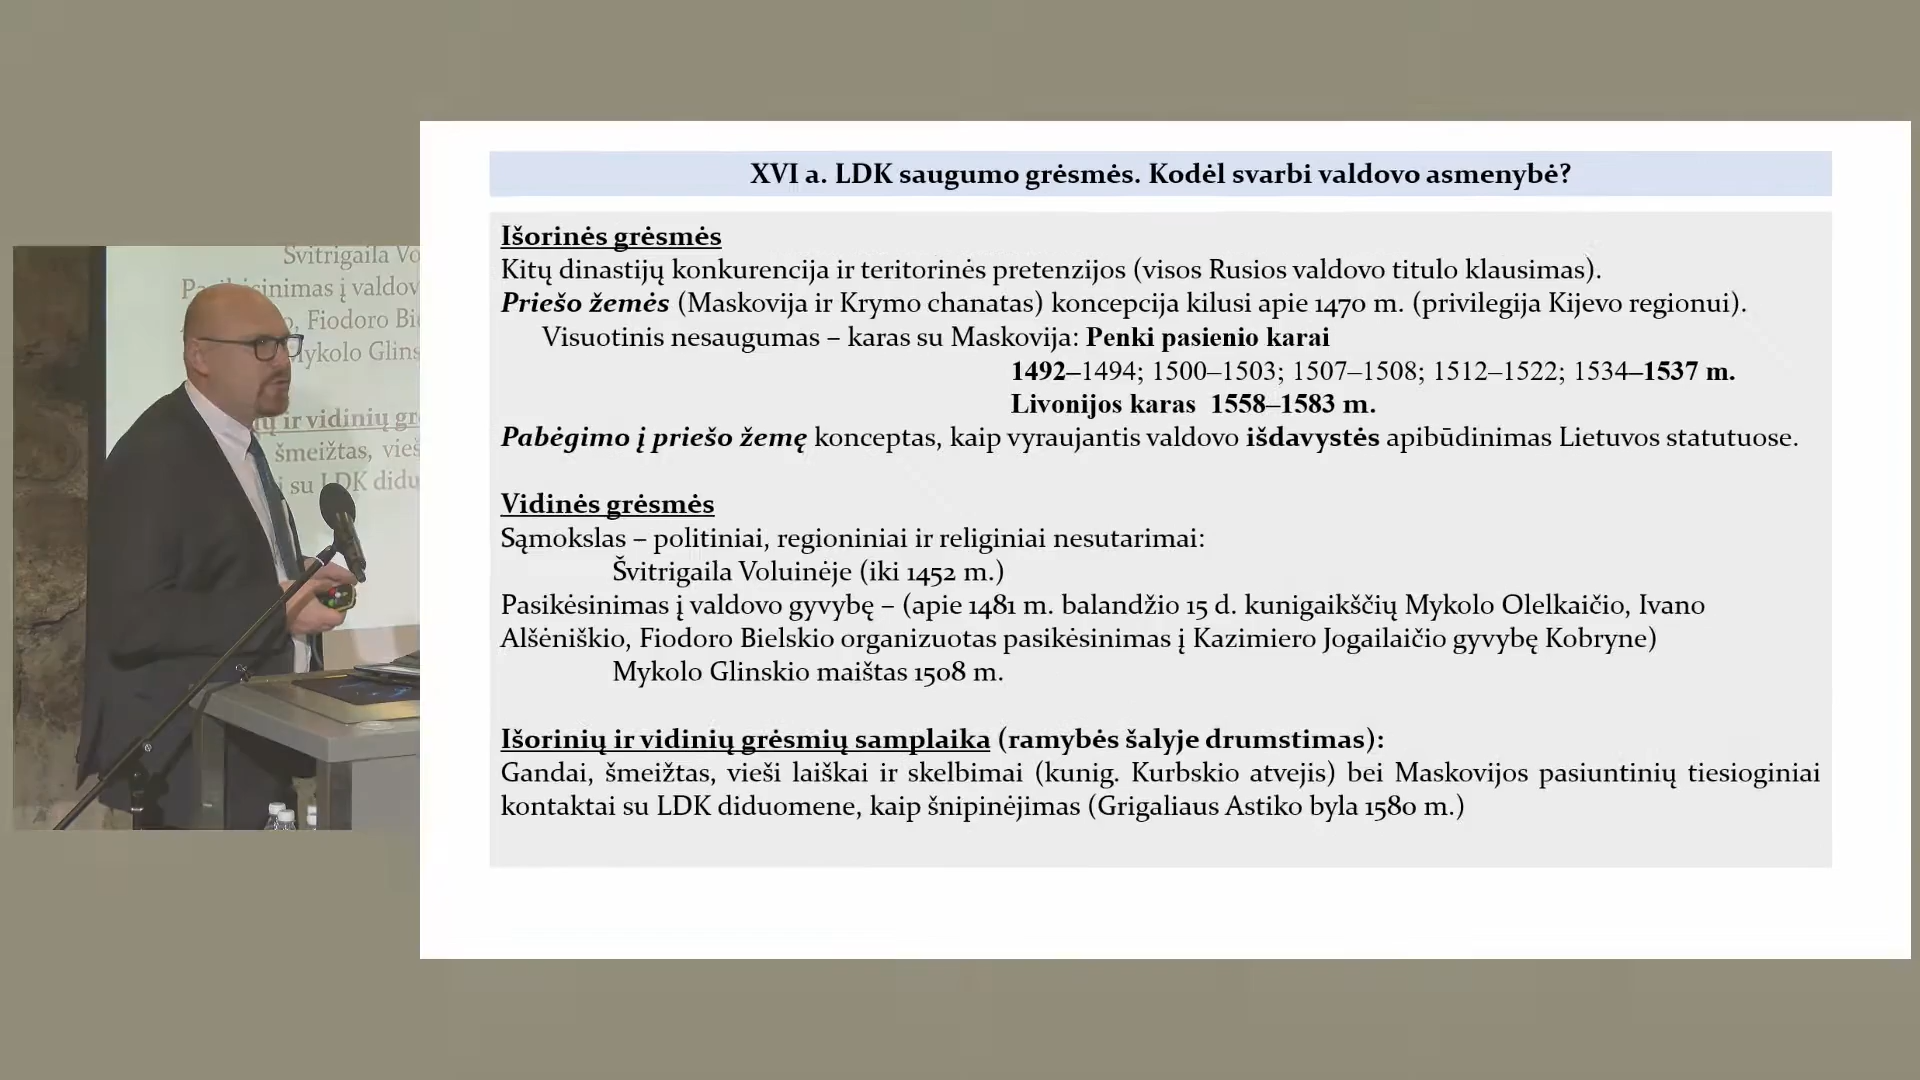 XVI a. LDK saugumo grėsmės. Kodėl svarbi valdovo asmenybė?
Išorinės grėsmės
Kitų dinastijų konkurencija ir teritorinės pretenzijos (visos Rusios valdovo titulo klausimas).
Priešo žemės (Maskovija ir Krymo chanatas) koncepcija kilusi apie 1470 m. (privilegija Kijevo regionui).
Visuotinis nesaugumas – karas su Maskovija: Penki pasienio karai
1492–1494; 1500–1503; 1507–1508; 1512–1522; 1534–1537 m.
Livonijos karas 1558–1583 m.
Pabėgimo į priešo žemę konceptas, kaip vyraujantis valdovo išdavystės apibūdinimas Lietuvos statutuose.
Vidinės grėsmės
Sąmokslas – politiniai, regioniniai ir religiniai nesutarimai:
Švitrigaila Voluinėje (iki 1452 m.)
Pasikėsinimas į valdovo gyvybę – (apie 1481 m. balandžio 15 d. kunigaikščių Mykolo Olelkaičio, Ivano
Alšėniškio, Fiodoro Bielskio organizuotas pasikėsinimas į Kazimiero Jogailaičio gyvybę Kobryne)
Mykolo Glinskio maištas 1508 m.
Išorinių ir vidinių grėsmių samplaika (ramybės šalyje drumstimas):
Gandai, šmeižtas, vieši laiškai ir skelbimai (kunig. Kurbskio atvejis) bei Maskovijos pasiuntinių tiesioginiai
kontaktai su LDK diduomene, kaip šnipinėjimas (Grigaliaus Astiko byla 1580 m.)
Švitrigaila Vo
į valdov
Fiodoro Bi
Mykolo Glins
ų ir vidinių gr
šmeižtas, vieš
i su LDK didu